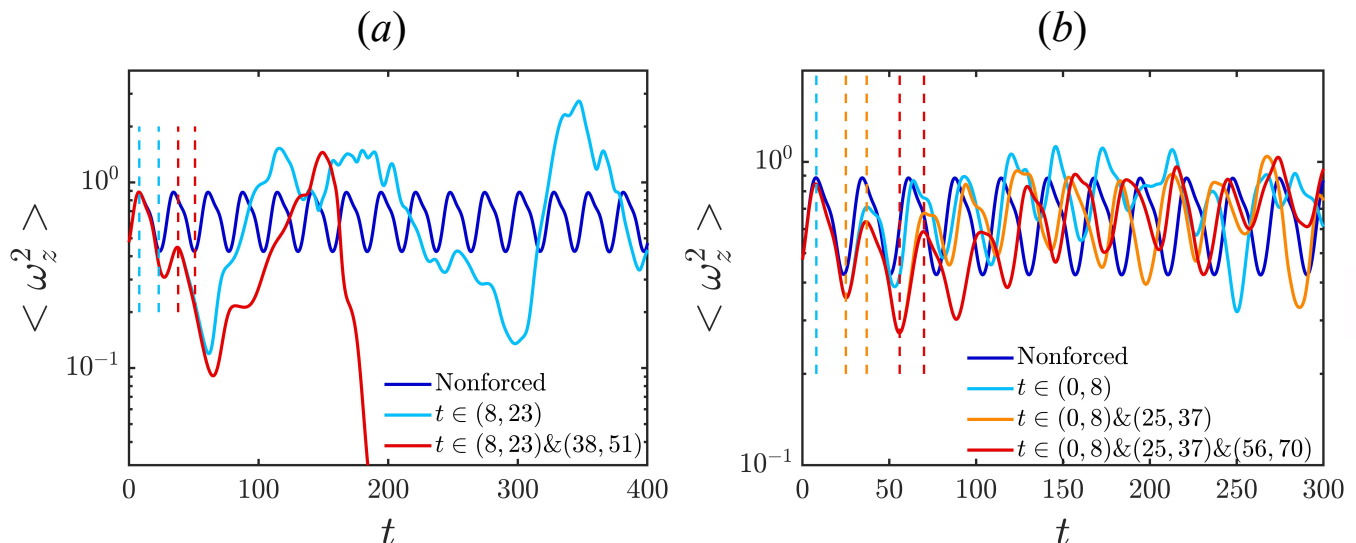 (a)
(b)
< ω_z^2 >
10^0
10^-1
Nonforced
t ∈ (8, 23)
t ∈ (8, 23)&(38, 51)
0 100 200 300 400
t
< ω_z^2 >
10^0
10^-1
Nonforced
t ∈ (0, 8)
t ∈ (0, 8)&(25, 37)
t ∈ (0, 8)&(25, 37)&(56, 70)
0 50 100 150 200 250 300
t